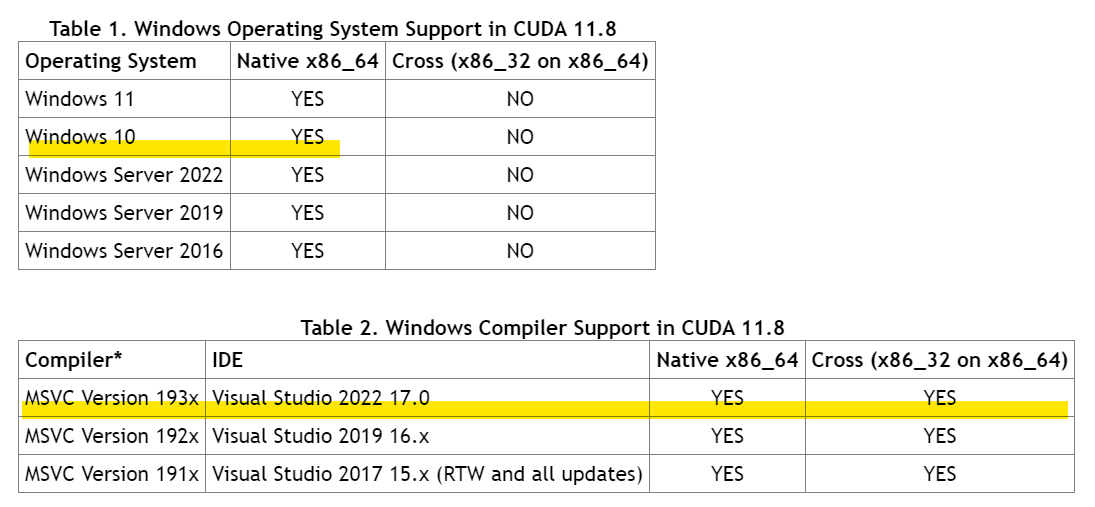 Table 1. Windows Operating System Support in CUDA 11.8
Operating System Native x86_64 Cross (x86_32 on x86_64)
Windows 11 YES NO
Windows 10 YES NO
Windows Server 2022 YES NO
Windows Server 2019 YES NO
Windows Server 2016 YES NO
Table 2. Windows Compiler Support in CUDA 11.8
Compiler* IDE Native x86_64 Cross (x86_32 on x86_64)
MSVC Version 193x Visual Studio 2022 17.0 YES YES
MSVC Version 192x Visual Studio 2019 16.x YES YES
MSVC Version 191x Visual Studio 2017 15.x (RTW and all updates) YES YES